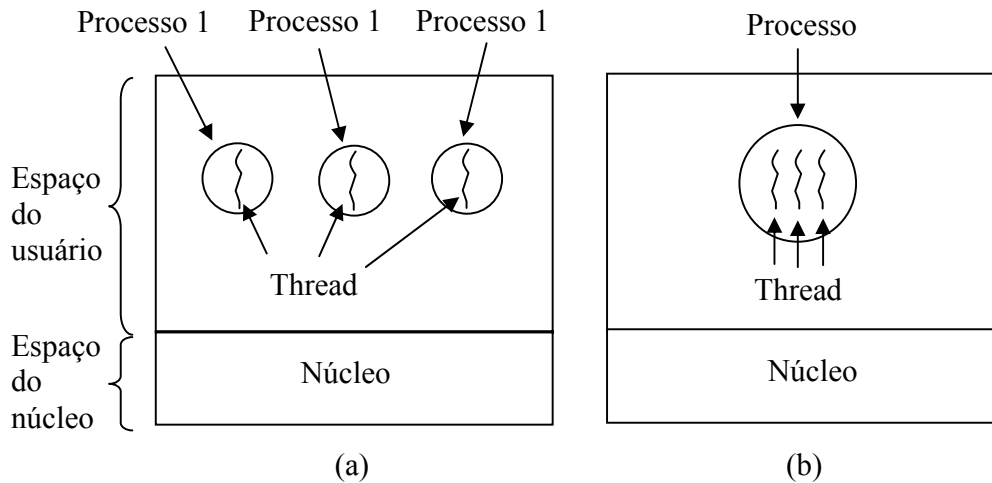 Processo 1
Processo 1
Processo 1
Processo
Espaço
do
usuário
Thread
Thread
Espaço
do
núcleo
Núcleo
Núcleo
(a)
(b)